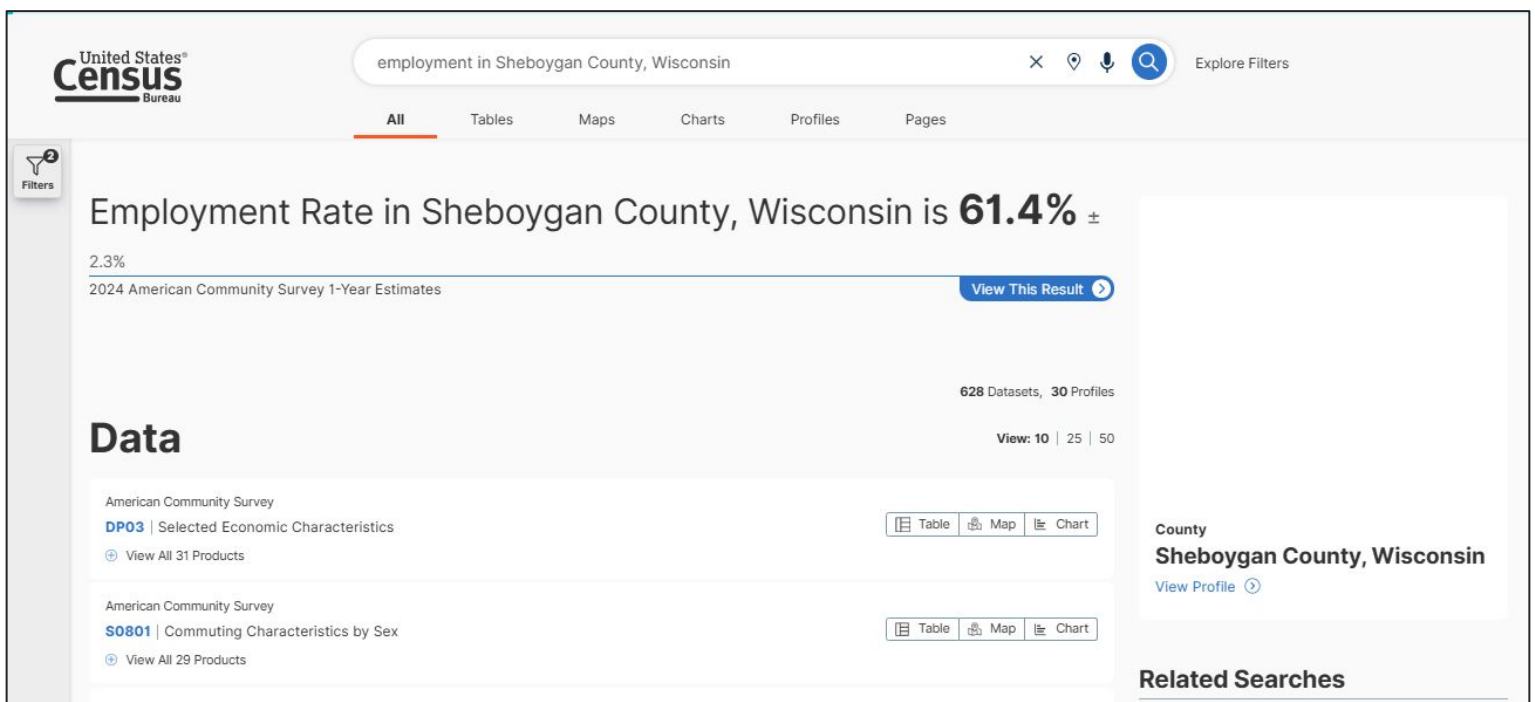 United States®
Census
Bureau
employment in Sheboygan County, Wisconsin
Explore Filters
All Tables Maps Charts Profiles Pages
2
Filters
Employment Rate in Sheboygan County, Wisconsin is 61.4% ±
2.3%
2024 American Community Survey 1-Year Estimates
View This Result
628 Datasets, 30 Profiles
Data
View: 10 | 25 | 50
American Community Survey
DP03 | Selected Economic Characteristics
Table Map Chart
View All 31 Products
American Community Survey
S0801 | Commuting Characteristics by Sex
Table Map Chart
View All 29 Products
County
Sheboygan County, Wisconsin
View Profile
Related Searches